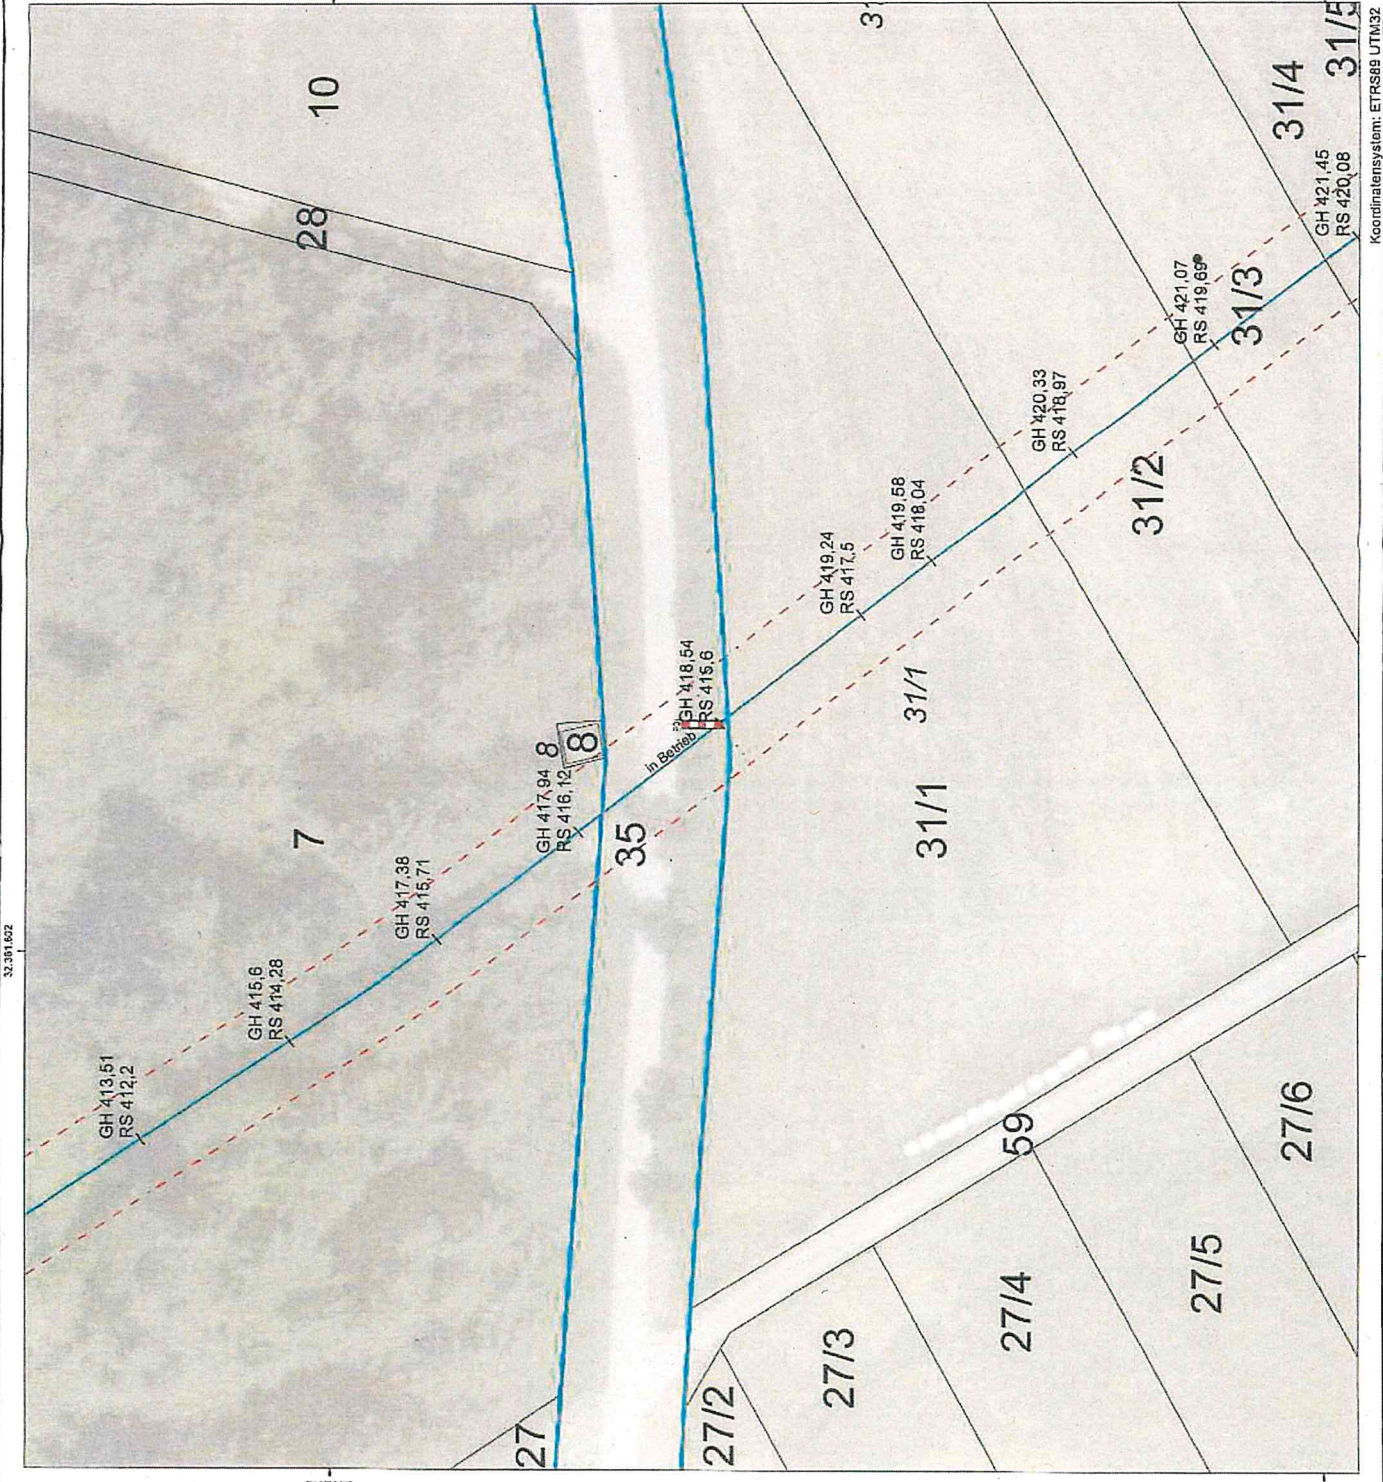 Koordinatensystem: ETRS89 UTM32
32.361.602
10
28
7
31/4
31/5
GH 421,45
RS 420,08
GH 421,07
RS 419,69
31/3
GH 420,33
RS 418,97
31/2
GH 419,58
RS 418,04
GH 419,24
RS 417,5
GH 418,54
RS 415,6
in Betrieb
8
8
GH 417,94
RS 416,12
35
GH 417,38
RS 415,71
GH 415,6
RS 414,28
GH 413,51
RS 412,2
31/1
31/1
59
27
27/2
27/3
27/4
27/5
27/6